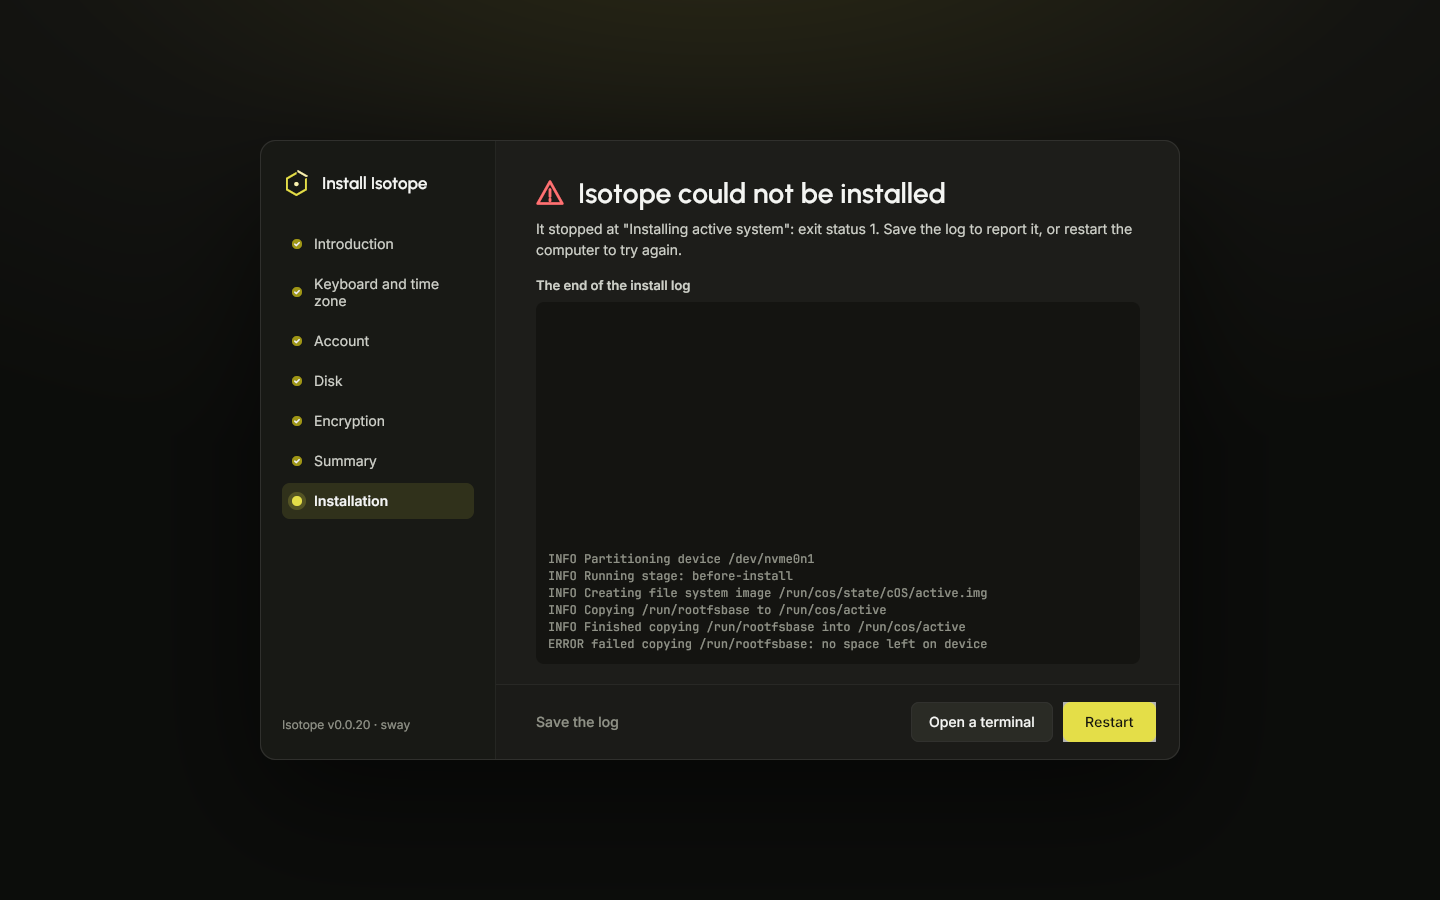 Install Isotope
Introduction
Keyboard and time
zone
Account
Disk
Encryption
Summary
Installation
Isotope v0.0.20 · sway
Isotope could not be installed
It stopped at "Installing active system": exit status 1. Save the log to report it, or restart the
computer to try again.
The end of the install log
INFO Partitioning device /dev/nvme0n1
INFO Running stage: before-install
INFO Creating file system image /run/cos/state/cOS/active.img
INFO Copying /run/rootfsbase to /run/cos/active
INFO Finished copying /run/rootfsbase into /run/cos/active
ERROR failed copying /run/rootfsbase: no space left on device
Save the log
Open a terminal
Restart